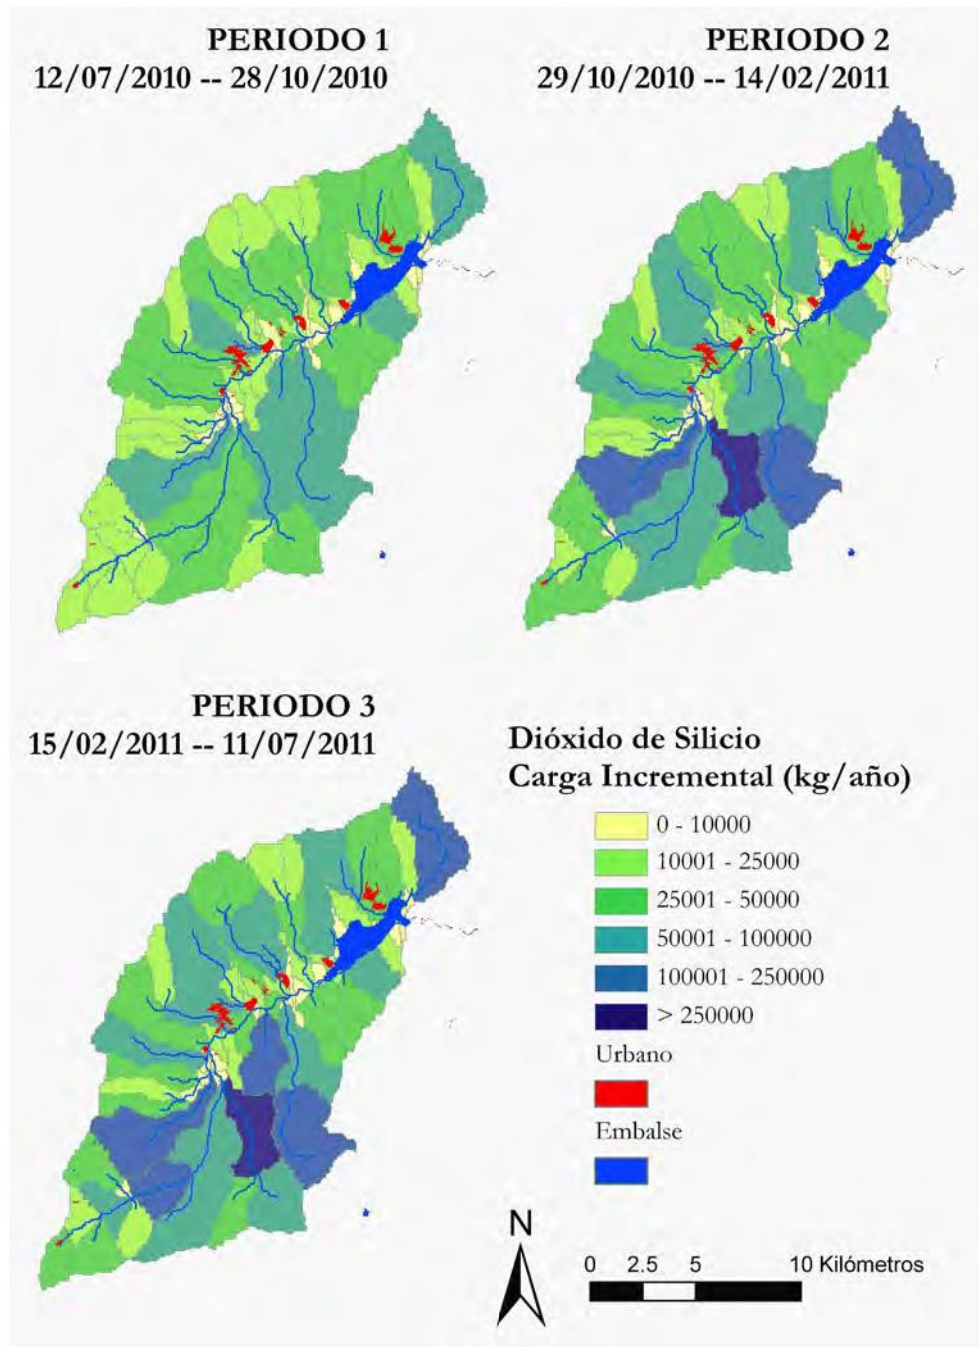 PERIODO 1
12/07/2010 -- 28/10/2010
PERIODO 2
29/10/2010 -- 14/02/2011
PERIODO 3
15/02/2011 -- 11/07/2011
Dióxido de Silicio
Carga Incremental (kg/año)
0 - 10000
10001 - 25000
25001 - 50000
50001 - 100000
100001 - 250000
> 250000
Urbano
Embalse
N
0 2.5 5 10 Kilómetros